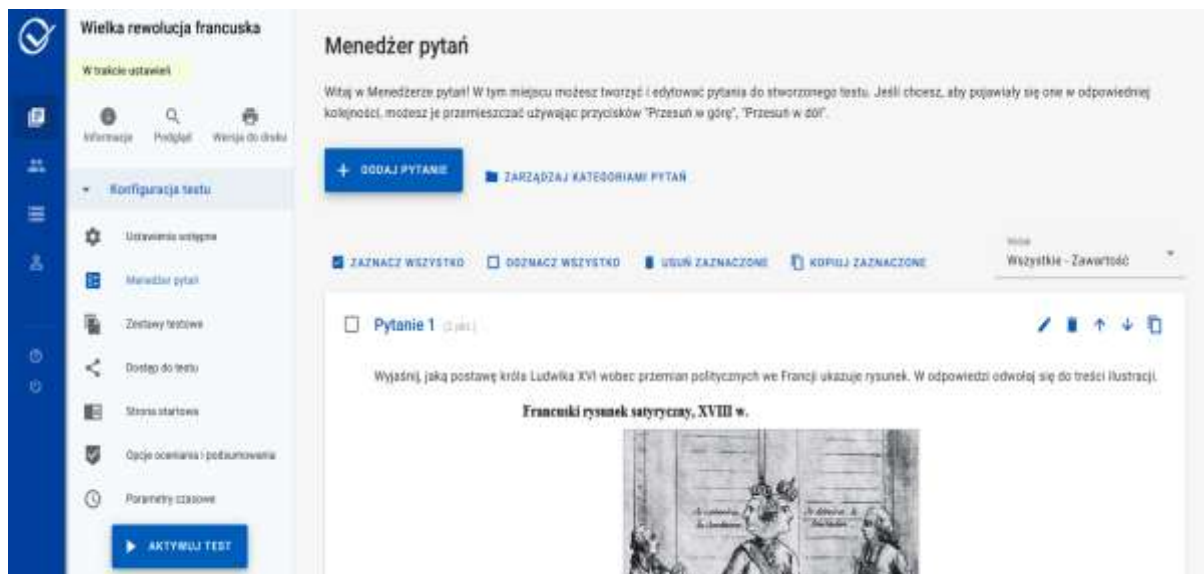 Wielka rewolucja francuska
W trakcie ustawień
Informacje
Podgląd
Wersja do druku
Konfiguracja testu
Ustawienia wstępne
Menedżer pytań
Zestawy testowe
Dostęp do testu
Strona startowa
Opcje oceniania i podsumowania
Parametry czasowe
AKTYWUJ TEST
Menedżer pytań
Witaj w Menedżerze pytań! W tym miejscu możesz tworzyć i edytować pytania do stworzonego testu. Jeśli chcesz, aby pojawiały się one w odpowiedniej
kolejności, możesz je przemieszczać używając przycisków "Przesuń w górę", "Przesuń w dół".
+ DODAJ PYTANIE
ZARZĄDZAJ KATEGORIAMI PYTAŃ
ZAZNACZ WSZYSTKO
ODZNACZ WSZYSTKO
USUŃ ZAZNACZONE
KOPIUJ ZAZNACZONE
Widok
Wszystkie - Zawartość
Pytanie 1
Wyjaśnij, jaką postawę króla Ludwika XVI wobec przemian politycznych we Francji ukazuje rysunek. W odpowiedzi odwołaj się do treści ilustracji.
Francuski rysunek satyryczny, XVIII w.